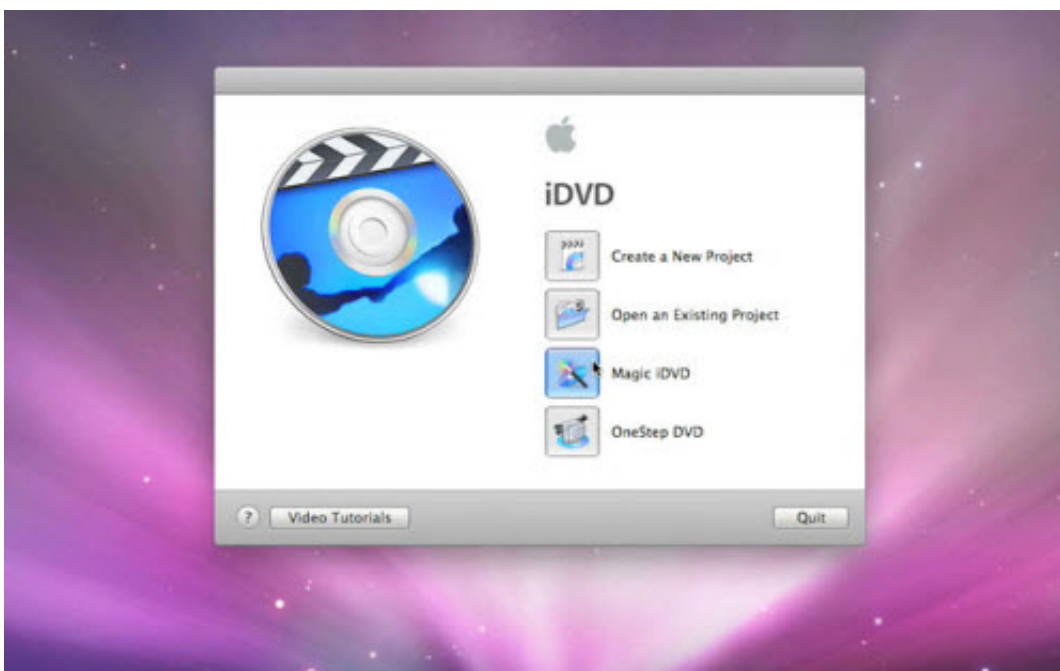 iDVD
Create a New Project
Open an Existing Project
Magic iDVD
OneStep DVD
? Video Tutorials
Quit